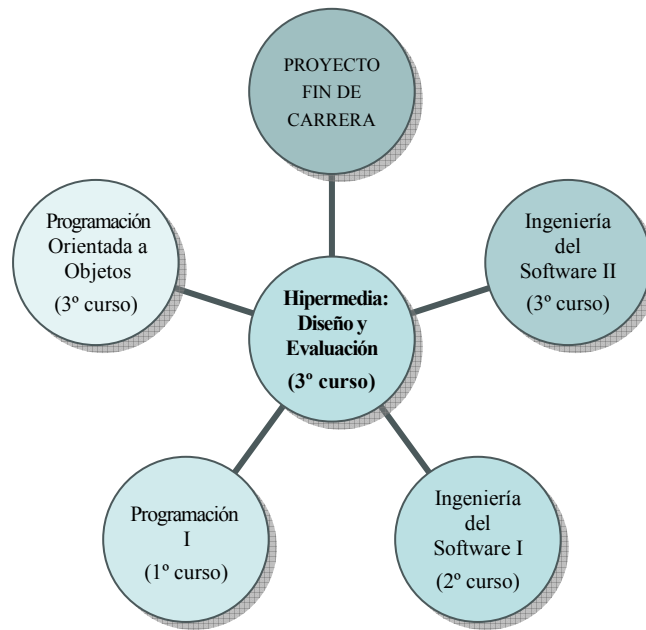 PROYECTO
FIN DE
CARRERA
Programación
Orientada a
Objetos
(3º curso)
Ingeniería
del
Software II
(3º curso)
Hipermedia:
Diseño y
Evaluación
(3º curso)
Programación
I
(1º curso)
Ingeniería
del
Software I
(2º curso)